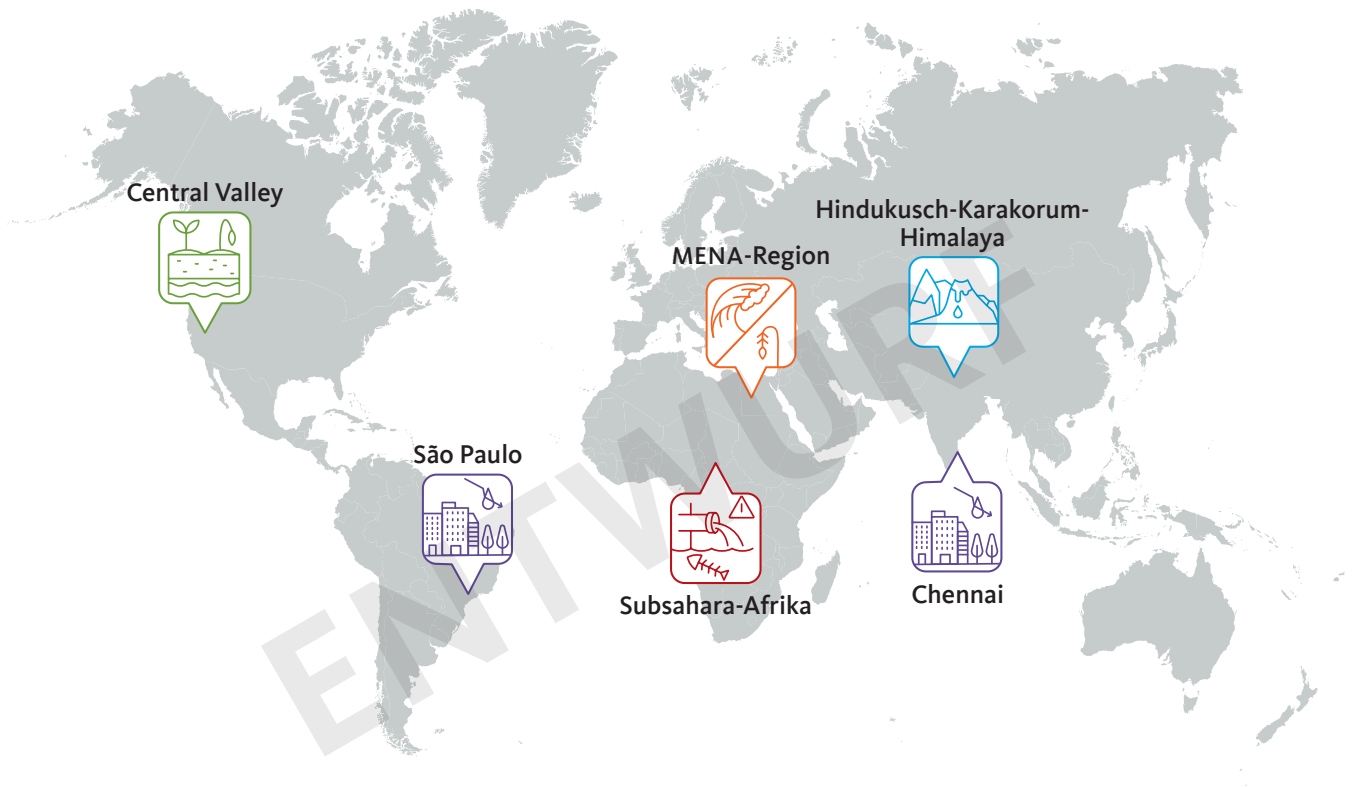 Central Valley
Hindukusch-Karakorum-
Himalaya
MENA-Region
São Paulo
Subsahara-Afrika
Chennai
ENTWURF